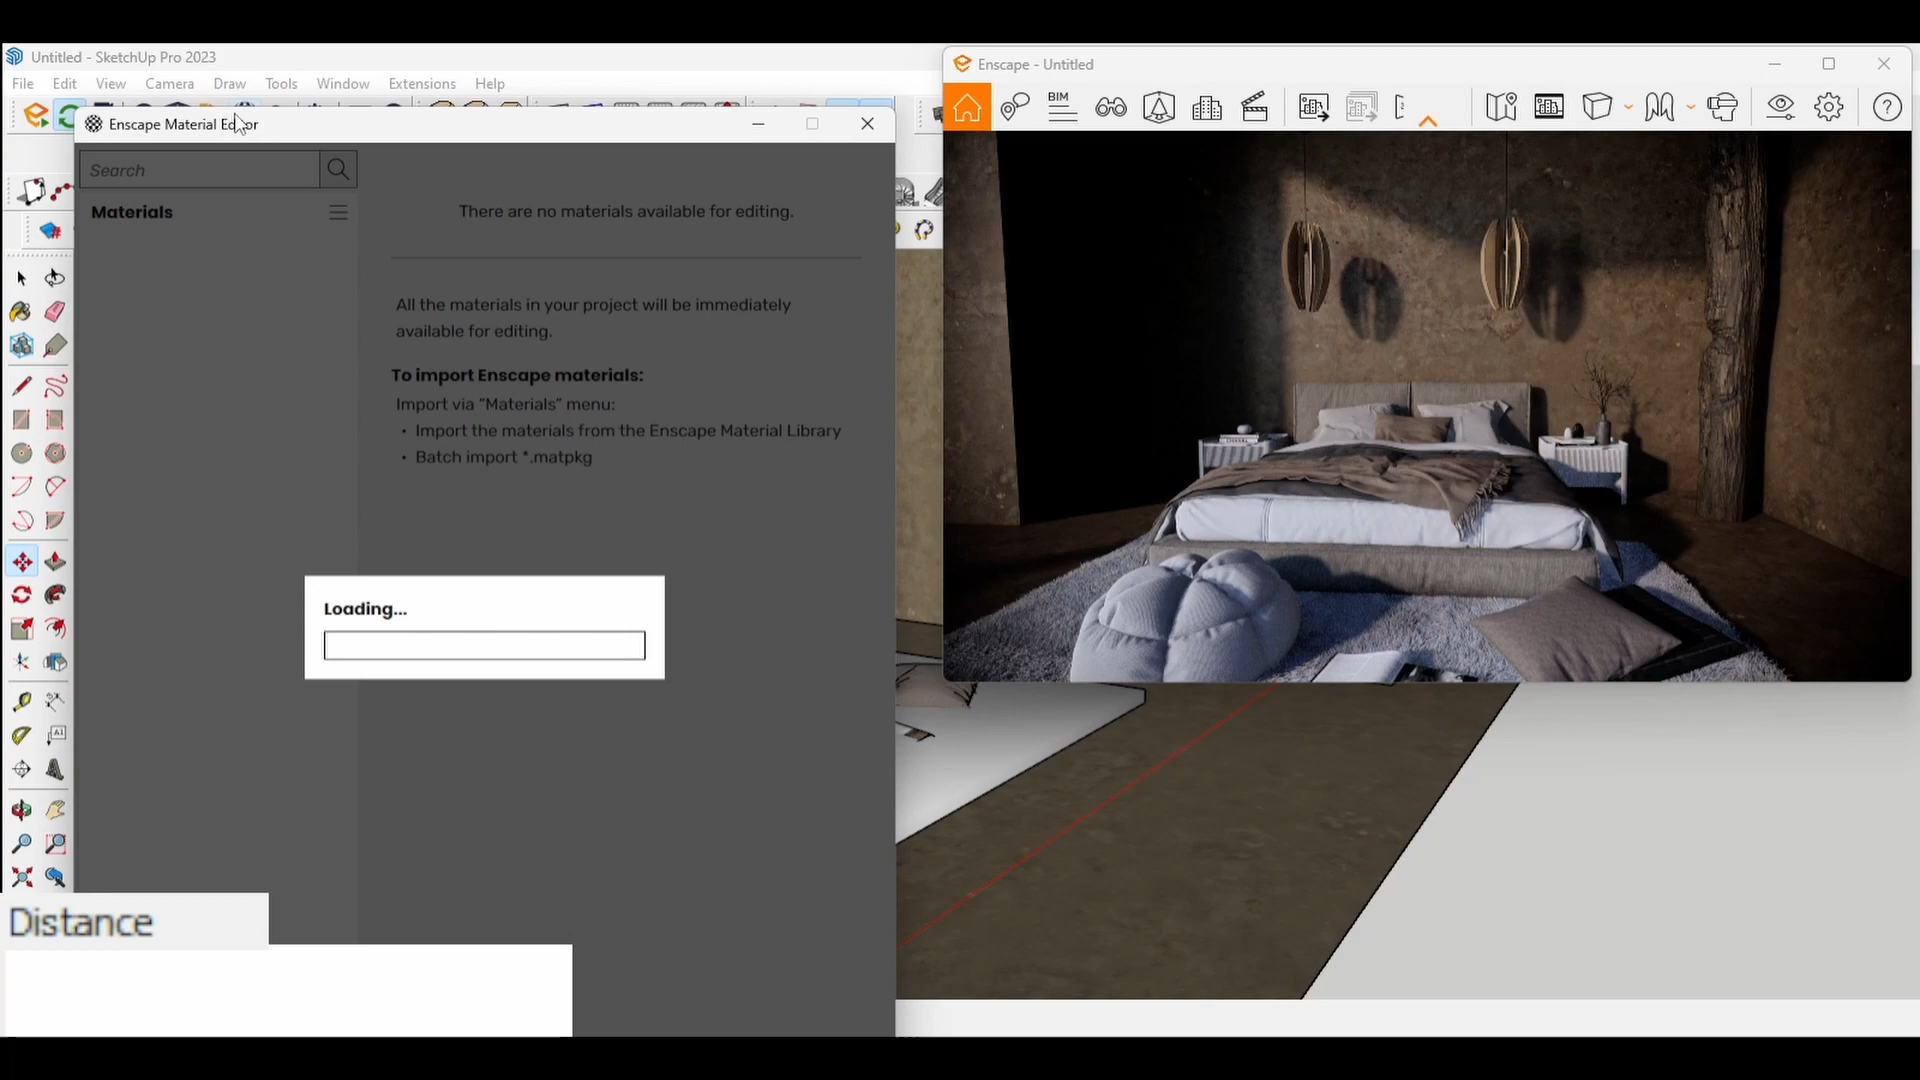 Untitled - SketchUp Pro 2023
File Edit View Camera Draw Tools Window Extensions Help
Enscape Material Editor
Search
Materials
There are no materials available for editing.
All the materials in your project will be immediately
available for editing.
To import Enscape materials:
Import via “Materials” menu:
• Import the materials from the Enscape Material Library
• Batch import *.matpkg
Loading...
Distance
Enscape - Untitled
BIM